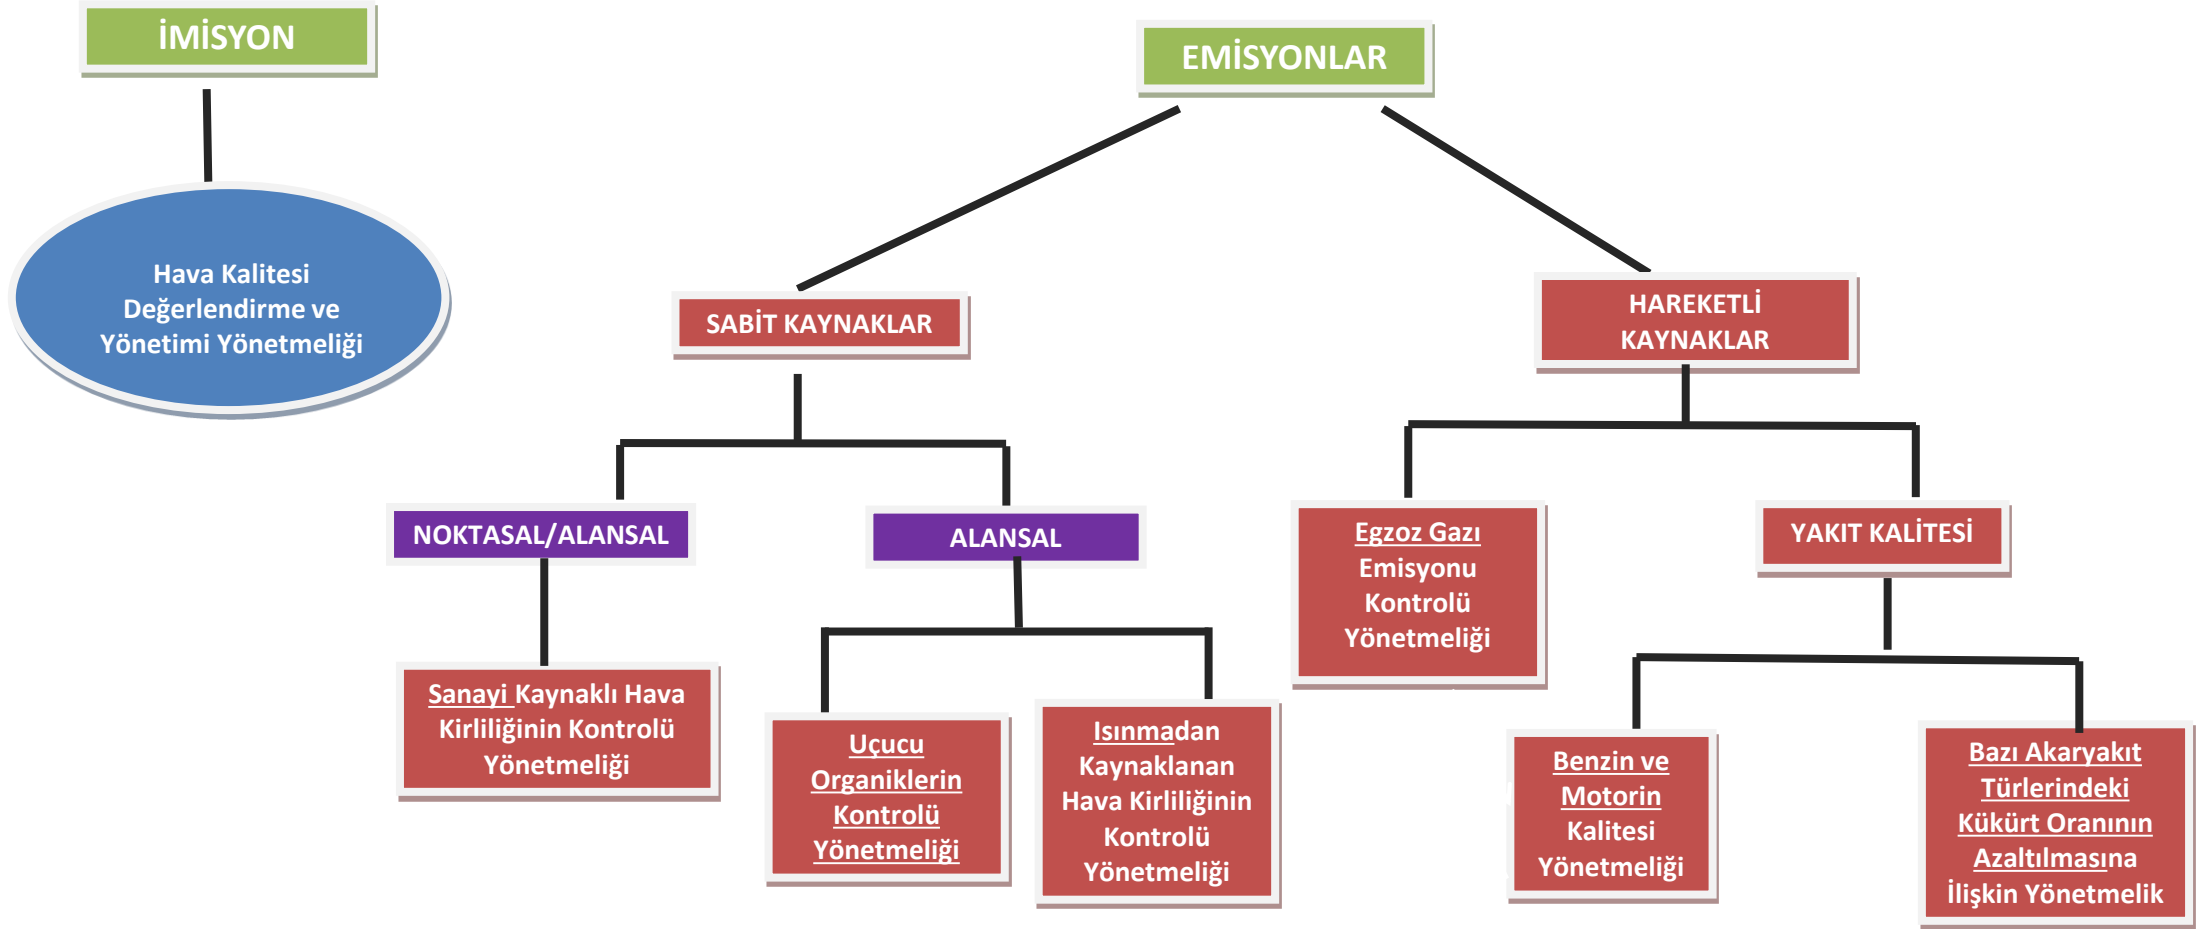 İMİSYON
EMİSYONLAR
Hava Kalitesi
Değerlendirme ve
Yönetimi Yönetmeliği
SABİT KAYNAKLAR
HAREKETLİ
KAYNAKLAR
NOKTASAL/ALANSAL
ALANSAL
Egzoz Gazı
Emisyonu
Kontrolü
Yönetmeliği
YAKIT KALİTESİ
Sanayi Kaynaklı Hava
Kirliliğinin Kontrolü
Yönetmeliği
Uçucu
Organiklerin
Kontrolü
Yönetmeliği
Isınmadan
Kaynaklanan
Hava Kirliliğinin
Kontrolü
Yönetmeliği
Benzin ve
Motorin
Kalitesi
Yönetmeliği
Bazı Akaryakıt
Türlerindeki
Kükürt Oranının
Azaltılmasına
İlişkin Yönetmelik